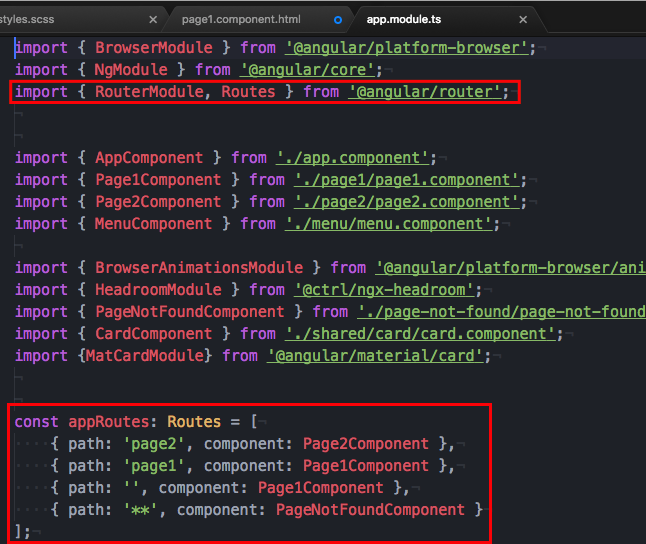 styles.scss × page1.component.html app.module.ts ×
import { BrowserModule } from '@angular/platform-browser';
import { NgModule } from '@angular/core';
import { RouterModule, Routes } from '@angular/router';
import { AppComponent } from './app.component';
import { Page1Component } from './page1/page1.component';
import { Page2Component } from './page2/page2.component';
import { MenuComponent } from './menu/menu.component';
import { BrowserAnimationsModule } from '@angular/platform-browser/ani
import { HeadroomModule } from '@ctrl/ngx-headroom';
import { PageNotFoundComponent } from './page-not-found/page-not-found
import { CardComponent } from './shared/card/card.component';
import {MatCardModule} from '@angular/material/card';
const appRoutes: Routes = [
{ path: 'page2', component: Page2Component },
{ path: 'page1', component: Page1Component },
{ path: '', component: Page1Component },
{ path: '**', component: PageNotFoundComponent }
];